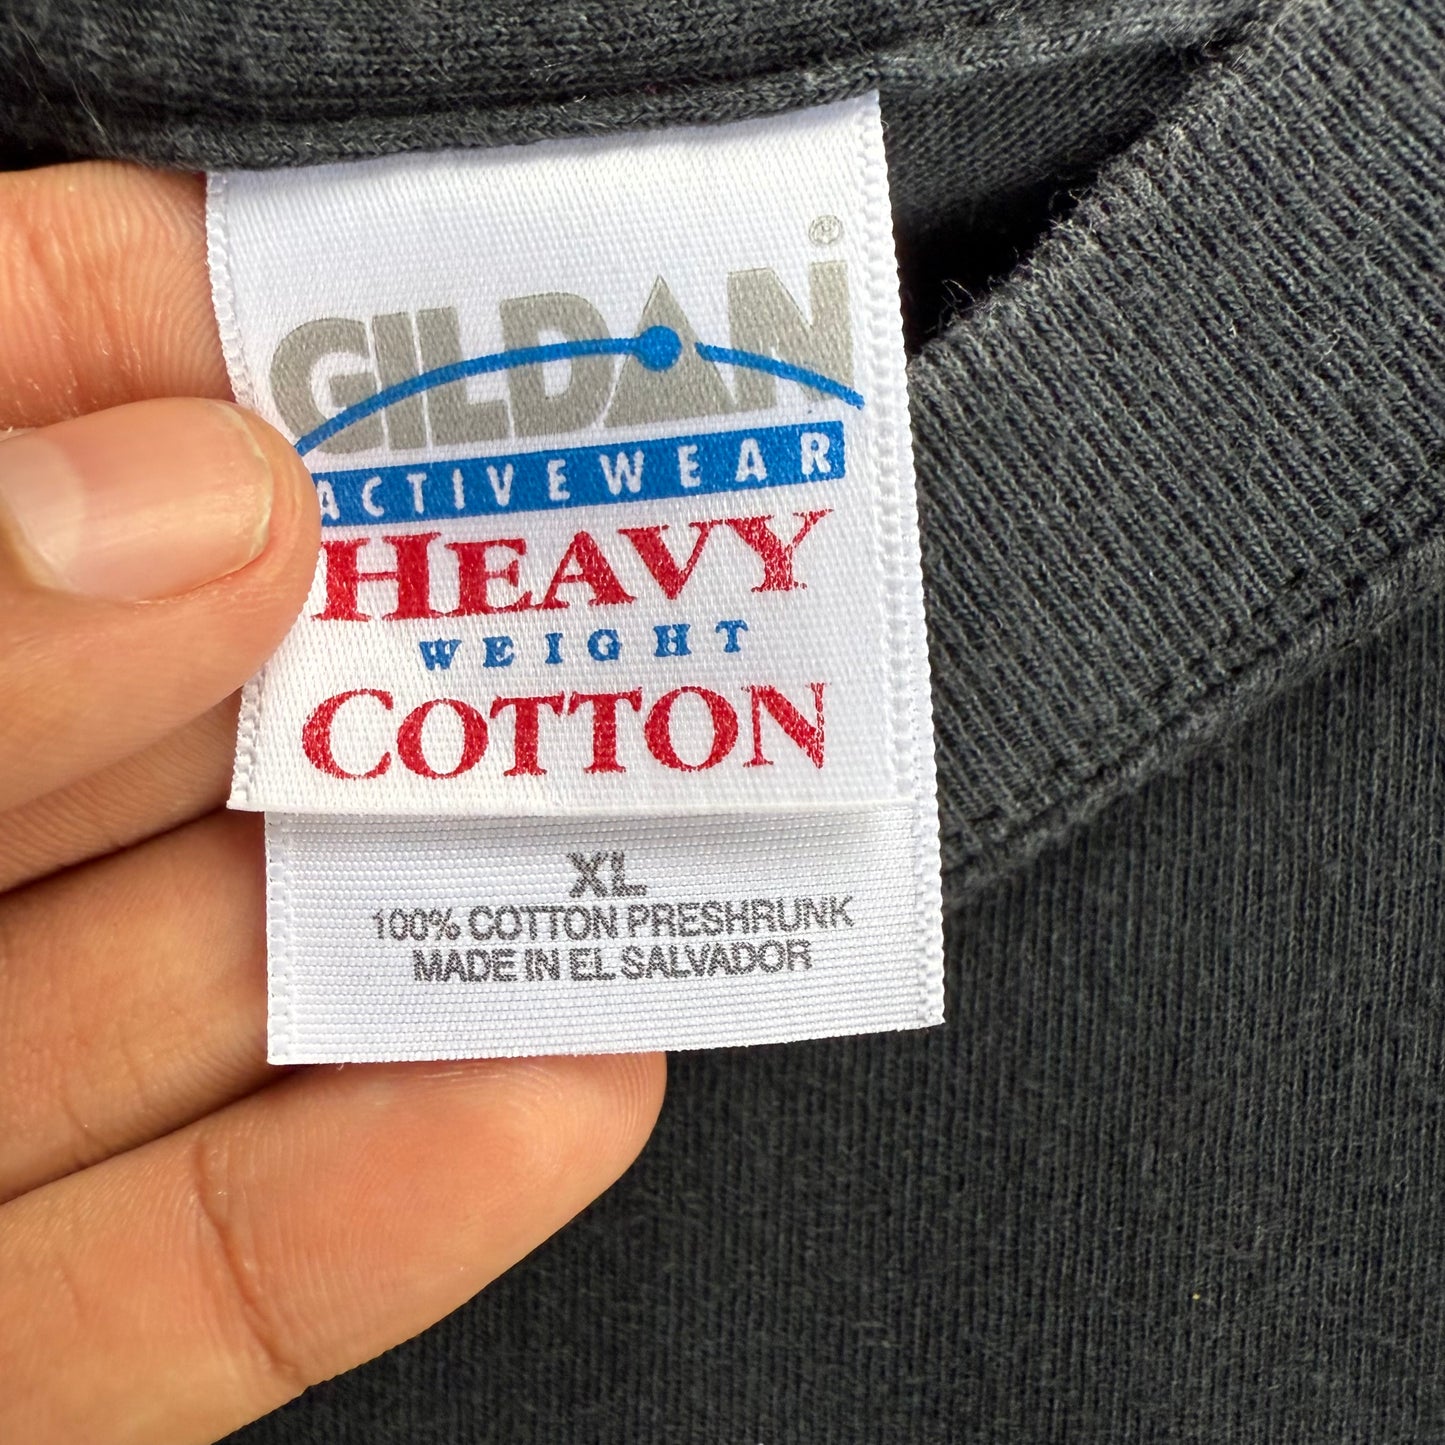 GILDAN®
ACTIVEWEAR
HEAVY
WEIGHT
COTTON
XL
100% COTTON PRESHRUNK
MADE IN EL SALVADOR